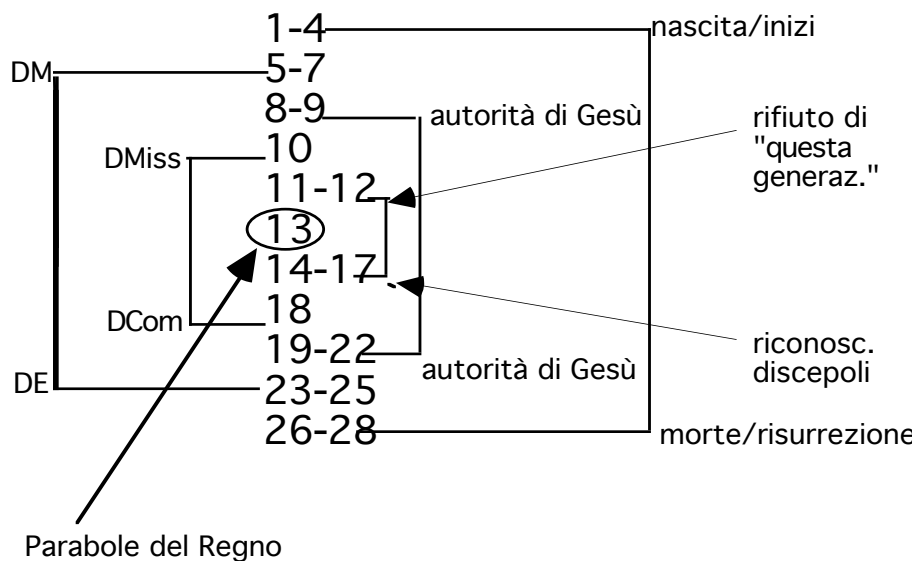 1-4
nascita/inizi
DM
5-7
8-9
autorità di Gesù
rifiuto di
"questa
generaz."
DMiss
10
11-12
13
14-17
DCom
18
19-22
autorità di Gesù
riconosc.
discepoli
DE
23-25
26-28
morte/risurrezione
Parabole del Regno